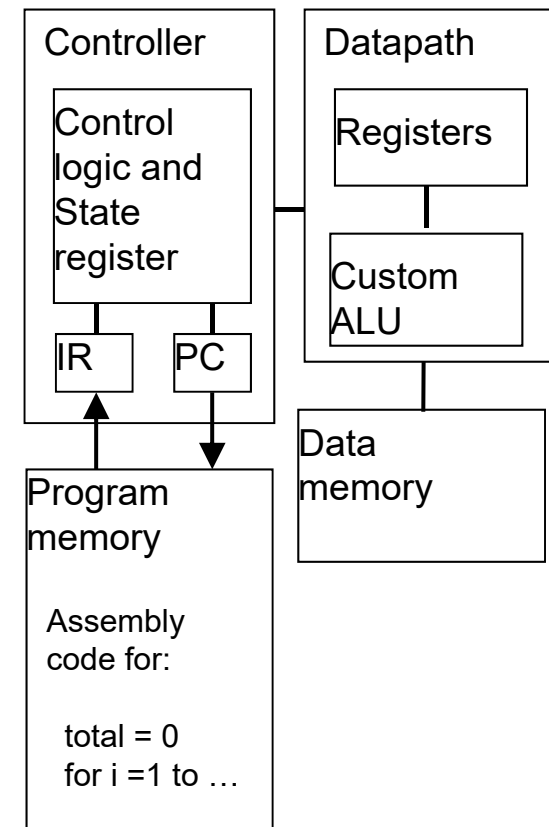 Controller
Control
logic and
State
register
IR
PC
Datapath
Registers
Custom
ALU
Data
memory
Program
memory
Assembly
code for:
total = 0
for i =1 to …